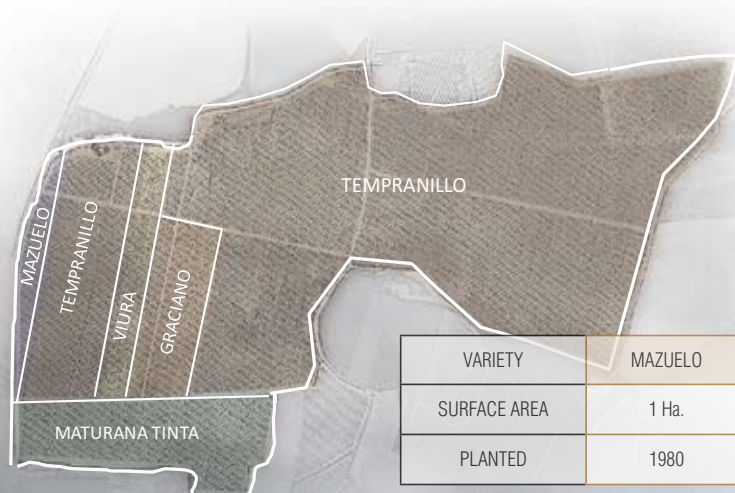 TEMPRANILLO
MAZUELO
TEMPRANILLO
VIURA
GRACIANO
MATURANA TINTA
VARIETY MAZUELO
SURFACE AREA 1 Ha.
PLANTED 1980